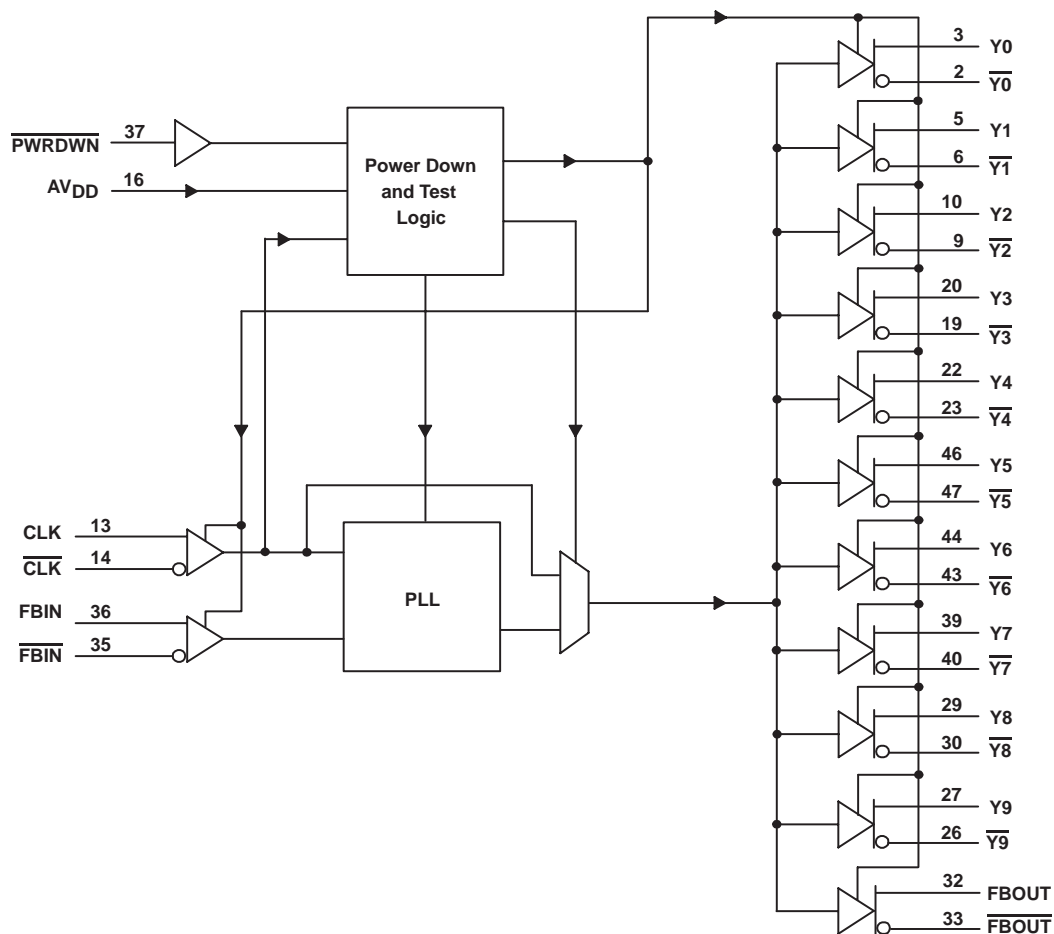 3 Y0
2 Y0
37 PWRDWN
16 AVDD
Power Down
and Test
Logic
5 Y1
6 Y1
10 Y2
9 Y2
20 Y3
19 Y3
22 Y4
23 Y4
46 Y5
47 Y5
CLK 13
CLK 14
FBIN 36
FBIN 35
PLL
44 Y6
43 Y6
39 Y7
40 Y7
29 Y8
30 Y8
27 Y9
26 Y9
32 FBOUT
33 FBOUT